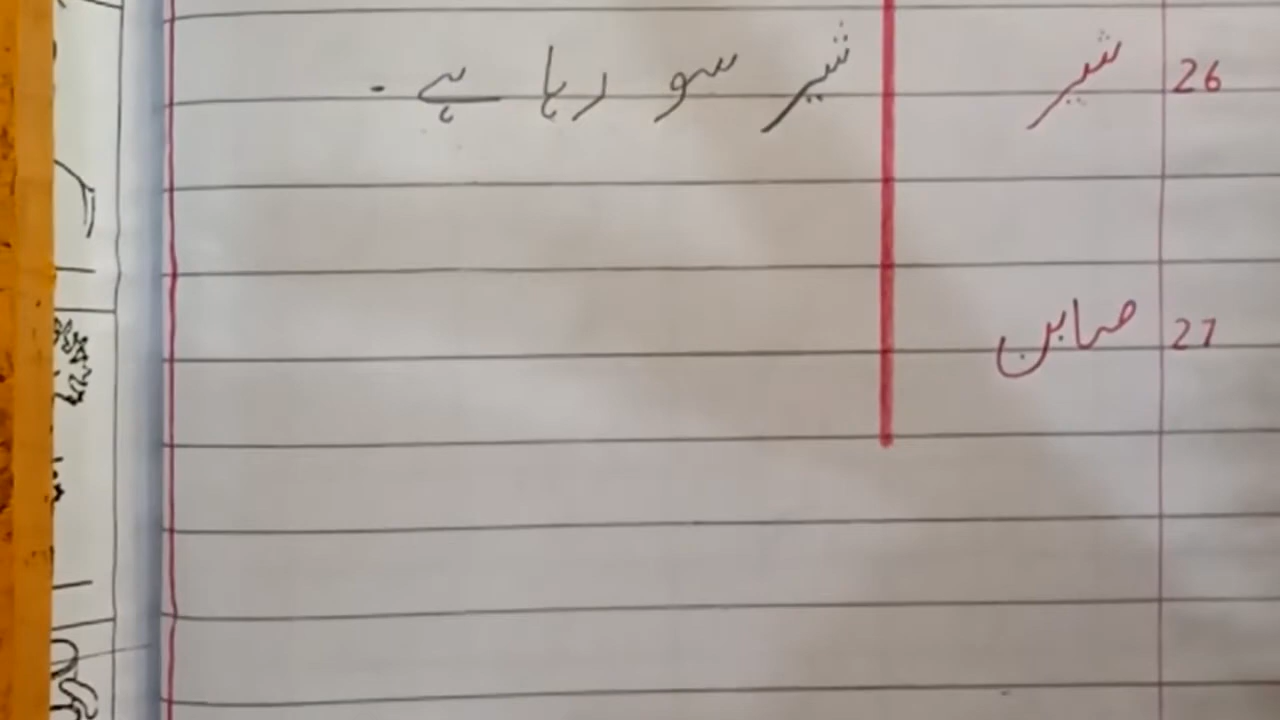 26 شیر شیر سو رہا ہے ۔
27 صابن